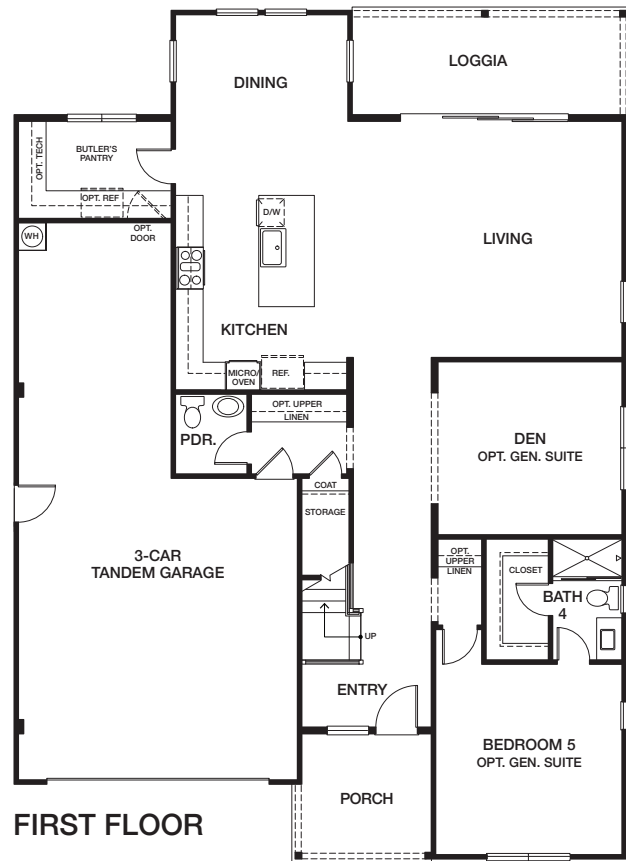 LOGGIA
DINING
OPT. TECH
BUTLER'S
PANTRY
OPT. REF
OPT.
DOOR
WH
D/W
LIVING
KITCHEN
MICRO/
OVEN
REF.
OPT. UPPER
LINEN
PDR.
DEN
OPT. GEN. SUITE
COAT
STORAGE
3-CAR
TANDEM GARAGE
OPT.
UPPER
LINEN
CLOSET
BATH
4
UP
ENTRY
BEDROOM 5
OPT. GEN. SUITE
PORCH
FIRST FLOOR